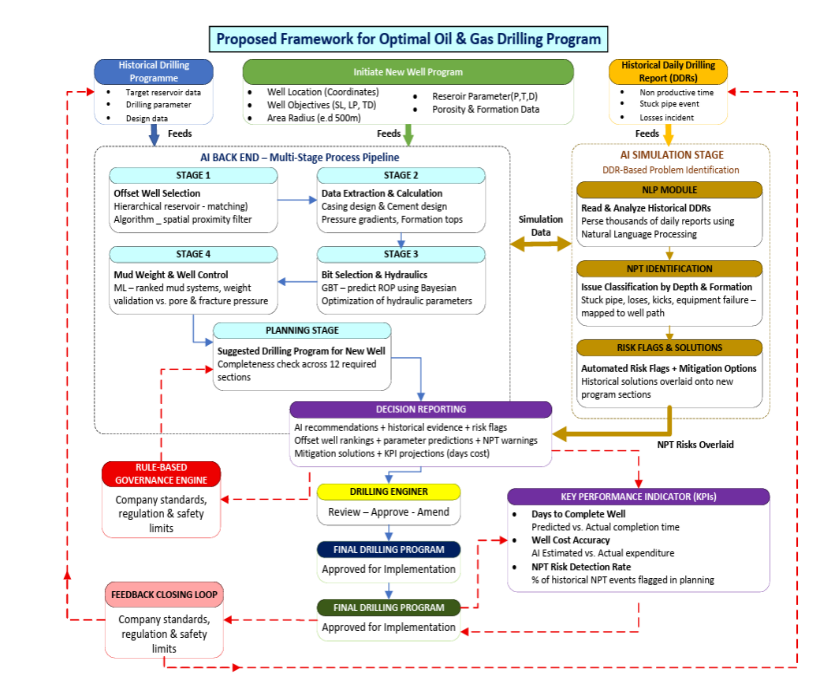 Proposed Framework for Optimal Oil & Gas Drilling Program
Historical Drilling
Programme
• Target reservoir data
• Drilling parameter
• Design data
Initiate New Well Program
• Well Location (Coordinates)
• Well Objectives (SL, LP, TD)
• Area Radius (e.d 500m)
• Reseroir Parameter(P,T,D)
• Porosity & Formation Data
Historical Daily Drilling
Report (DDRs)
• Non productive time
• Stuck pipe event
• Losses incident
Feeds
Feeds
Feeds
AI BACK END – Multi-Stage Process Pipeline
STAGE 1
Offset Well Selection
Hierarchical reservoir - matching)
Algorithm _ spatial proximity filter
STAGE 2
Data Extraction & Calculation
Casing design & Cement design
Pressure gradients, Formation tops
STAGE 4
Mud Weight & Well Control
ML – ranked mud systems, weight
validation vs. pore & fracture pressure
STAGE 3
Bit Selection & Hydraulics
GBT – predict ROP using Bayesian
Optimization of hydraulic parameters
PLANNING STAGE
Suggested Drilling Program for New Well
Completeness check across 12 required
sections
Simulation
Data
AI SIMULATION STAGE
DDR-Based Problem Identification
NLP MODULE
Read & Analyze Historical DDRs
Perse thousands of daily reports using
Natural Language Processing
NPT IDENTIFICATION
Issue Classification by Depth & Formation
Stuck pipe, loses, kicks, equipment failure –
mapped to well path
RISK FLAGS & SOLUTIONS
Automated Risk Flags + Mitigation Options
Historical solutions overlaid onto new
program sections
NPT Risks Overlaid
DECISION REPORTING
AI recommendations + historical evidence + risk flags
Offset well rankings + parameter predictions + NPT warnings
Mitigation solutions + KPI projections (days cost)
RULE-BASED
GOVERNANCE ENGINE
Company standards,
regulation & safety
limits
DRILLING ENGINER
Review – Approve - Amend
FINAL DRILLING PROGRAM
Approved for Implementation
KEY PERFORMANCE INDICATOR (KPIs)
• Days to Complete Well
Predicted vs. Actual completion time
• Well Cost Accuracy
AI Estimated vs. Actual expenditure
• NPT Risk Detection Rate
% of historical NPT events flagged in planning
FEEDBACK CLOSING LOOP
Company standards,
regulation & safety
limits
FINAL DRILLING PROGRAM
Approved for Implementation